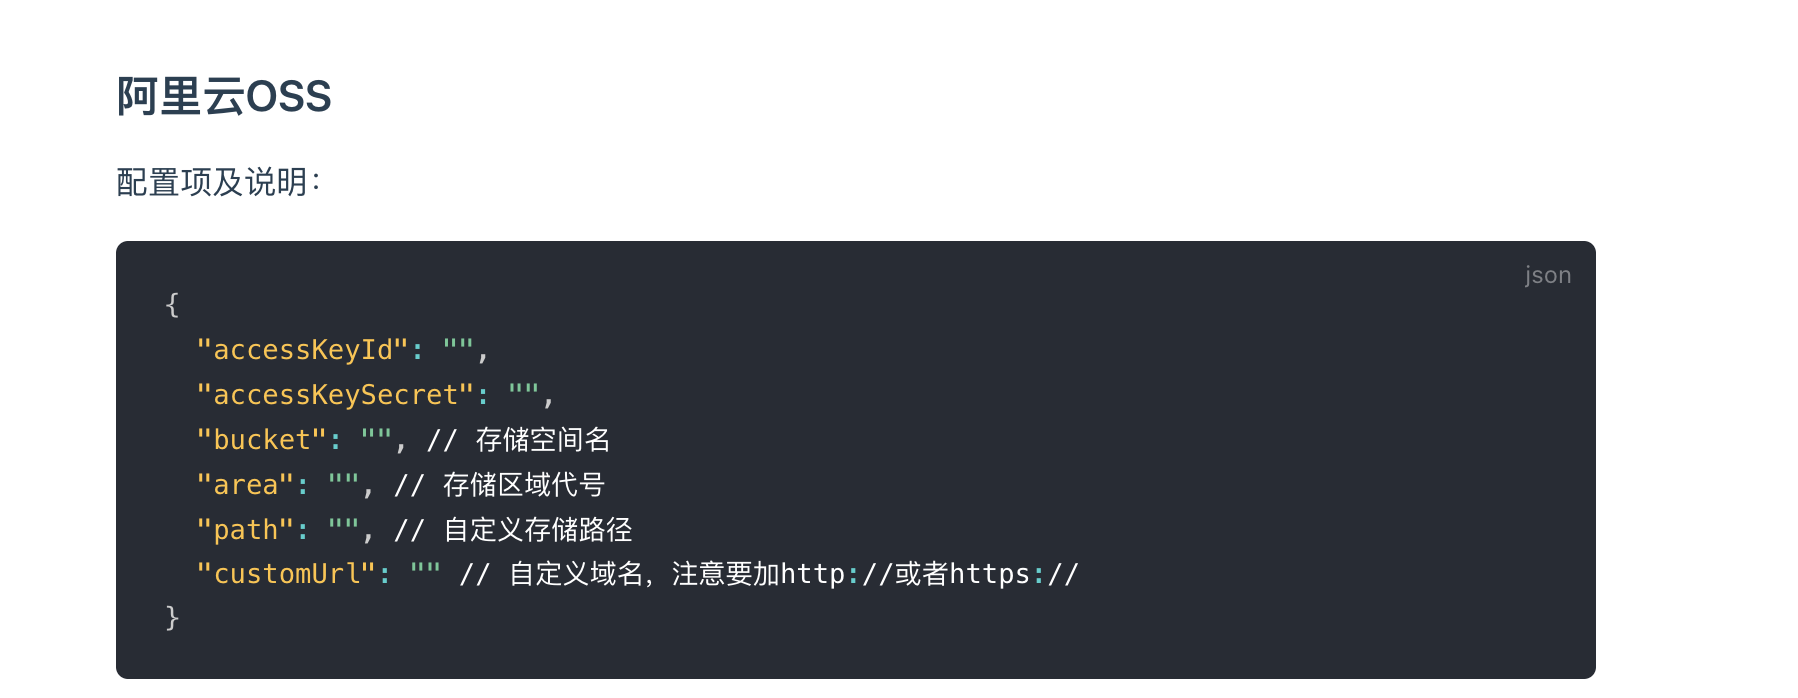 阿里云OSS
配置项及说明：
json
{
  "accessKeyId": "",
  "accessKeySecret": "",
  "bucket": "", // 存储空间名
  "area": "", // 存储区域代号
  "path": "", // 自定义存储路径
  "customUrl": "" // 自定义域名，注意要加http://或者https://
}